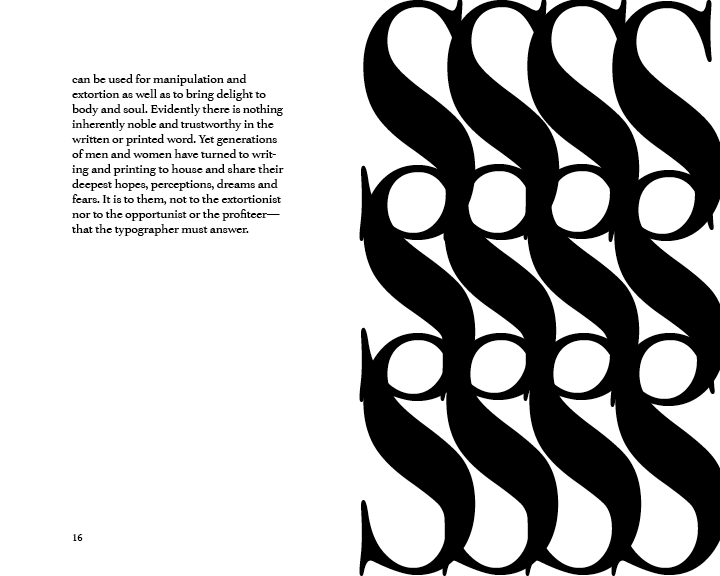 can be used for manipulation and
extortion as well as to bring delight to
body and soul. Evidently there is nothing
inherently noble and trustworthy in the
written or printed word. Yet generations
of men and women have turned to writ-
ing and printing to house and share their
deepest hopes, perceptions, dreams and
fears. It is to them, not to the extortionist
nor to the opportunist or the profiteer—
that the typographer must answer.
16
SSSS
SSSS
SSSS